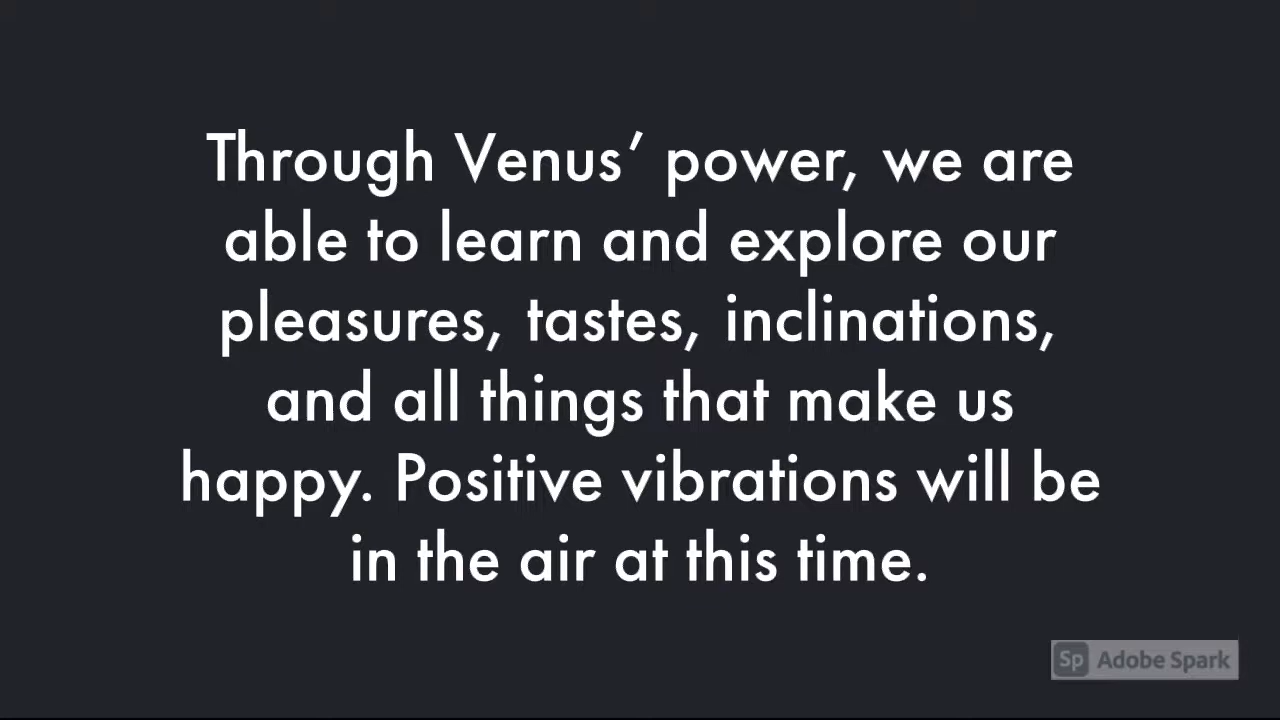 Through Venus’ power, we are
able to learn and explore our
pleasures, tastes, inclinations,
and all things that make us
happy. Positive vibrations will be
in the air at this time.
Sp Adobe Spark